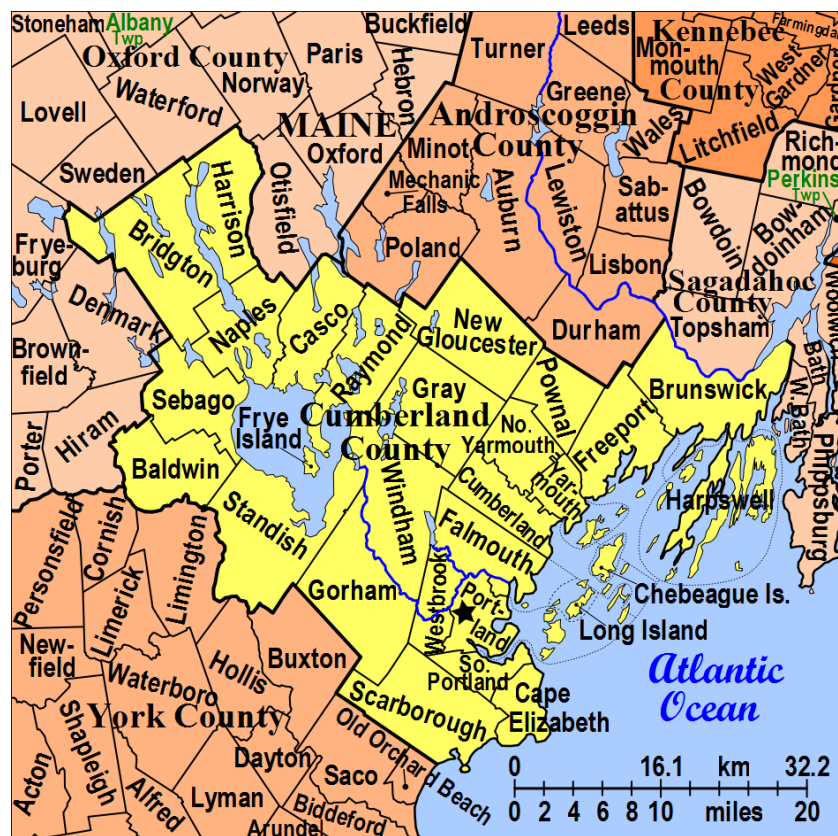 Stoneham
Albany
Twp
Oxford County
Paris
Buckfield
Turner
Leeds
Kennebec
County
Mon-
mouth
West
Gardner
Farmingdale
Lovell
Waterford
Norway
Hebron
Greene
Androscoggin
County
Wales
Litchfield
MAINE
Oxford
Minot
Mechanic
Falls
Auburn
Lewiston
Sab-
attus
Rich-
mond
Perkins
Twp
Sweden
Harrison
Otisfield
Bridgton
Poland
Lisbon
Bowdoin
Bow-
doinham
Sagadahoc
County
Topsham
Frye-
burg
Denmark
Naples
Casco
Raymond
New
Gloucester
Durham
Brown-
field
Sebago
Frye
Island
Gray
Cumberland
County
Pownal
Freeport
Brunswick
Bath
W. Bath
Phippsburg
Porter
Hiram
Baldwin
No.
Yarmouth
Yar-
mouth
Cumberland
Harpswell
Standish
Windham
Falmouth
Parsonsfield
Cornish
Limington
Limerick
Gorham
Westbrook
Port-
land
Chebeague Is.
Long Island
New-
field
Waterboro
Hollis
Buxton
So.
Portland
Cape
Elizabeth
Scarborough
Atlantic
Ocean
York County
Shapleigh
Acton
Alfred
Lyman
Dayton
Saco
Old Orchard Beach
Biddeford
Arunde
0 16.1 km 32.2
0 2 4 6 8 10 miles 20